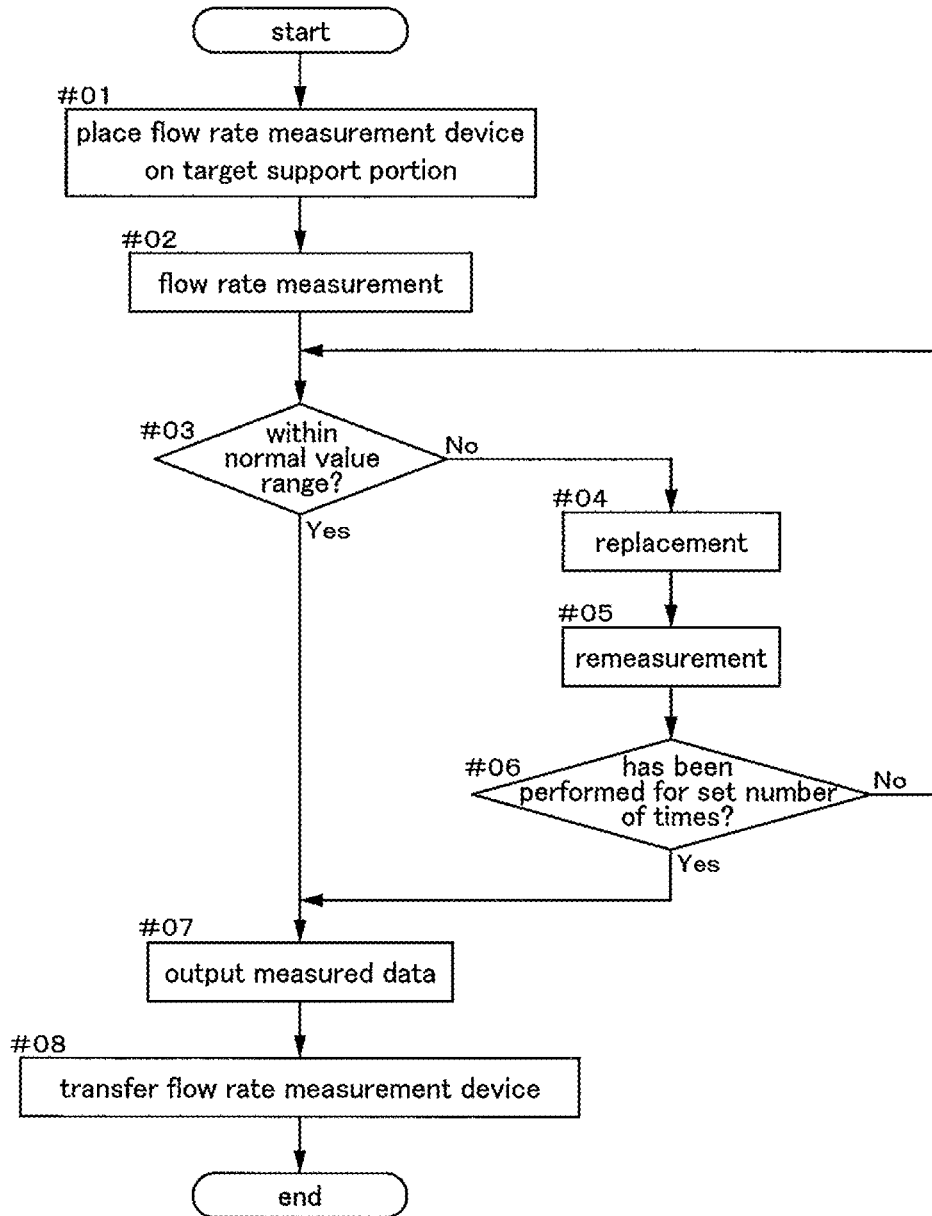 start
#01
place flow rate measurement device
on target support portion
#02
flow rate measurement
#03
within
normal value
range?
No
Yes
#04
replacement
#05
remeasurement
#06
has been
performed for set number
of times?
No
Yes
#07
output measured data
#08
transfer flow rate measurement device
end